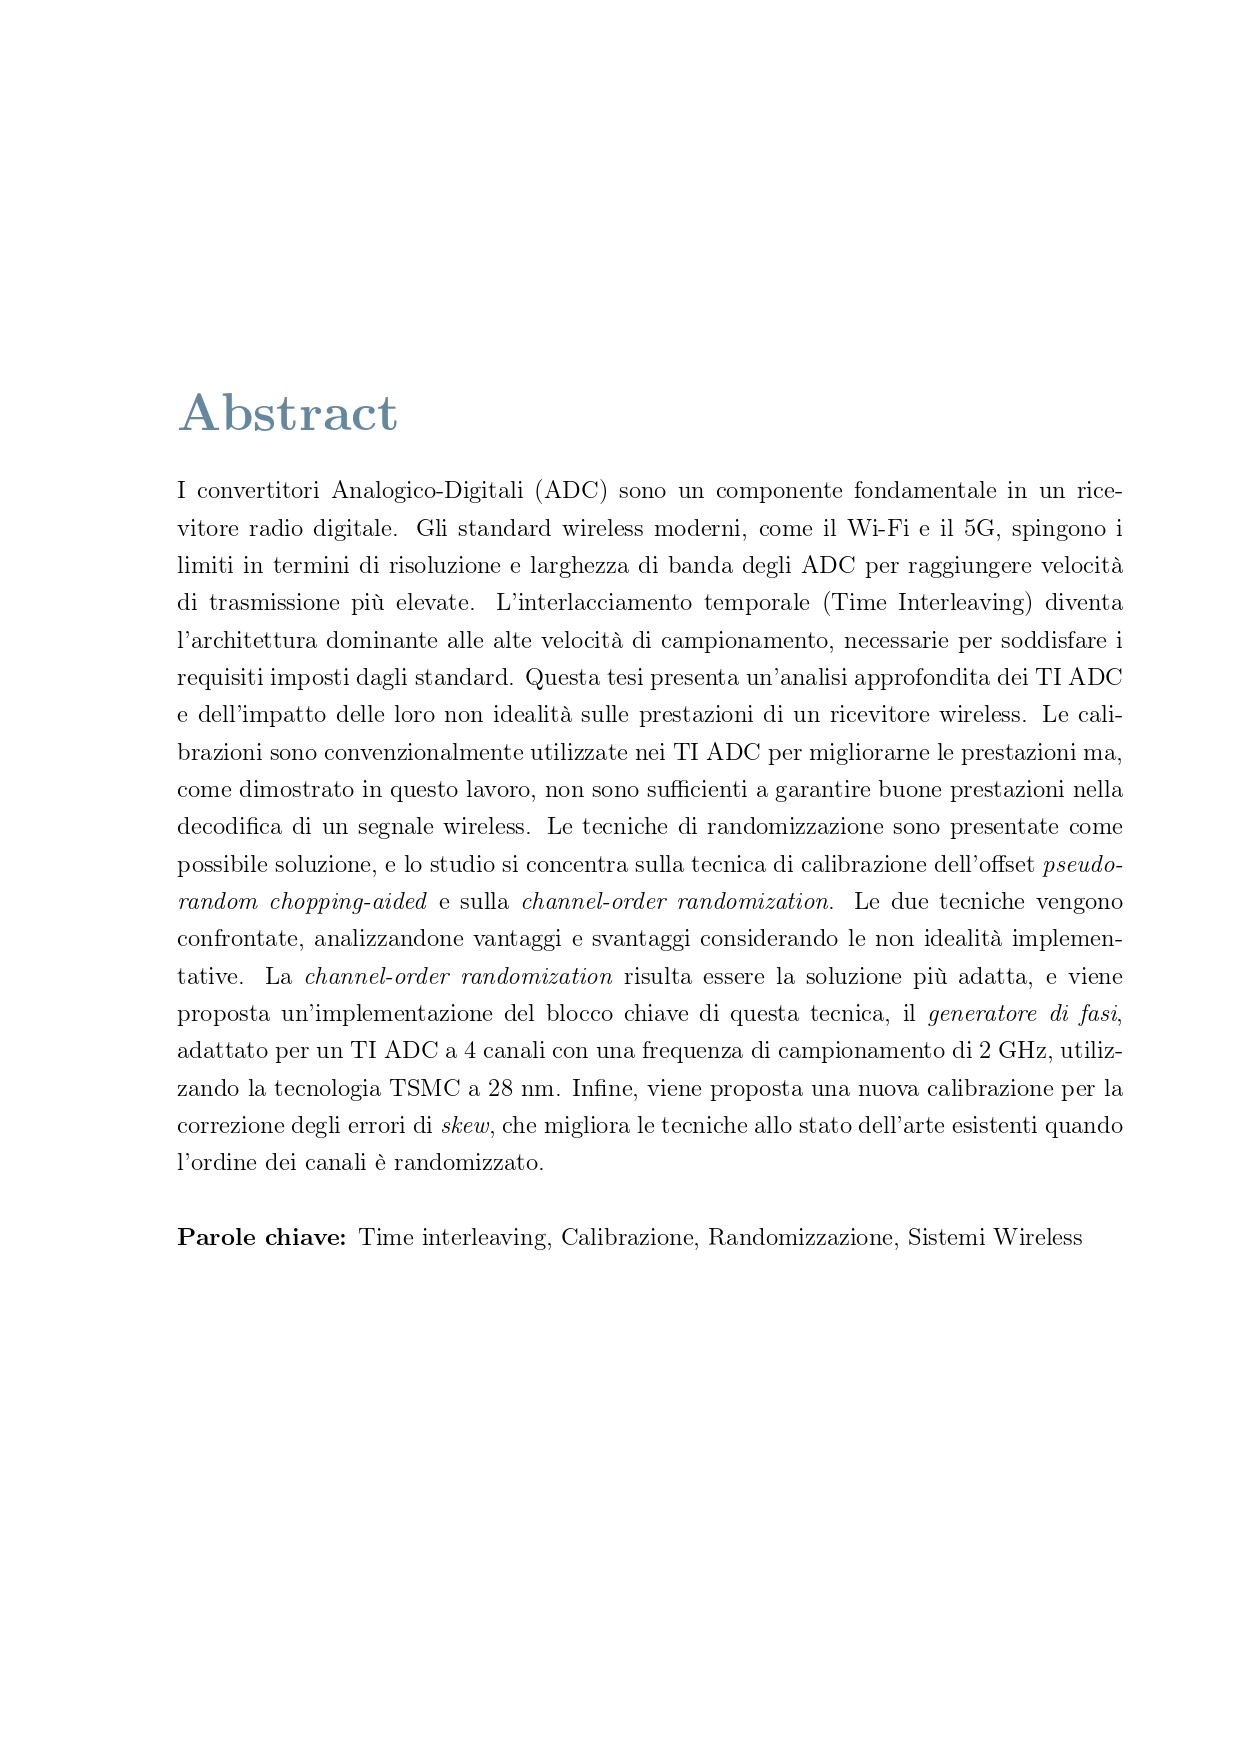 Abstract
I convertitori Analogico-Digitali (ADC) sono un componente fondamentale in un rice-
vitore radio digitale. Gli standard wireless moderni, come il Wi-Fi e il 5G, spingono i
limiti in termini di risoluzione e larghezza di banda degli ADC per raggiungere velocità
di trasmissione più elevate. L'interlacciamento temporale (Time Interleaving) diventa
l'architettura dominante alle alte velocità di campionamento, necessarie per soddisfare i
requisiti imposti dagli standard. Questa tesi presenta un'analisi approfondita dei TI ADC
e dell'impatto delle loro non idealità sulle prestazioni di un ricevitore wireless. Le cali-
brazioni sono convenzionalmente utilizzate nei TI ADC per migliorarne le prestazioni ma,
come dimostrato in questo lavoro, non sono sufficienti a garantire buone prestazioni nella
decodifica di un segnale wireless. Le tecniche di randomizzazione sono presentate come
possibile soluzione, e lo studio si concentra sulla tecnica di calibrazione dell'offset pseudo-
random chopping-aided e sulla channel-order randomization. Le due tecniche vengono
confrontate, analizzandone vantaggi e svantaggi considerando le non idealità implemen-
tative. La channel-order randomization risulta essere la soluzione più adatta, e viene
proposta un'implementazione del blocco chiave di questa tecnica, il generatore di fasi,
adattato per un TI ADC a 4 canali con una frequenza di campionamento di 2 GHz, utiliz-
zando la tecnologia TSMC a 28 nm. Infine, viene proposta una nuova calibrazione per la
correzione degli errori di skew, che migliora le tecniche allo stato dell'arte esistenti quando
l'ordine dei canali è randomizzato.
Parole chiave: Time interleaving, Calibrazione, Randomizzazione, Sistemi Wireless